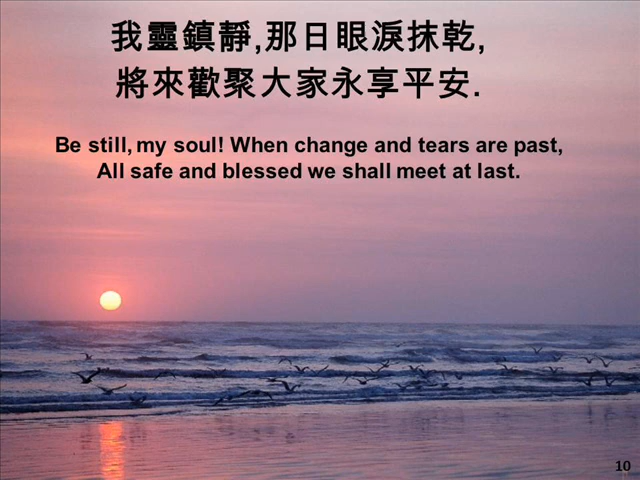 我靈鎮靜,那日眼淚抹乾,
將來歡聚大家永享平安.
Be still, my soul! When change and tears are past,
All safe and blessed we shall meet at last.
10